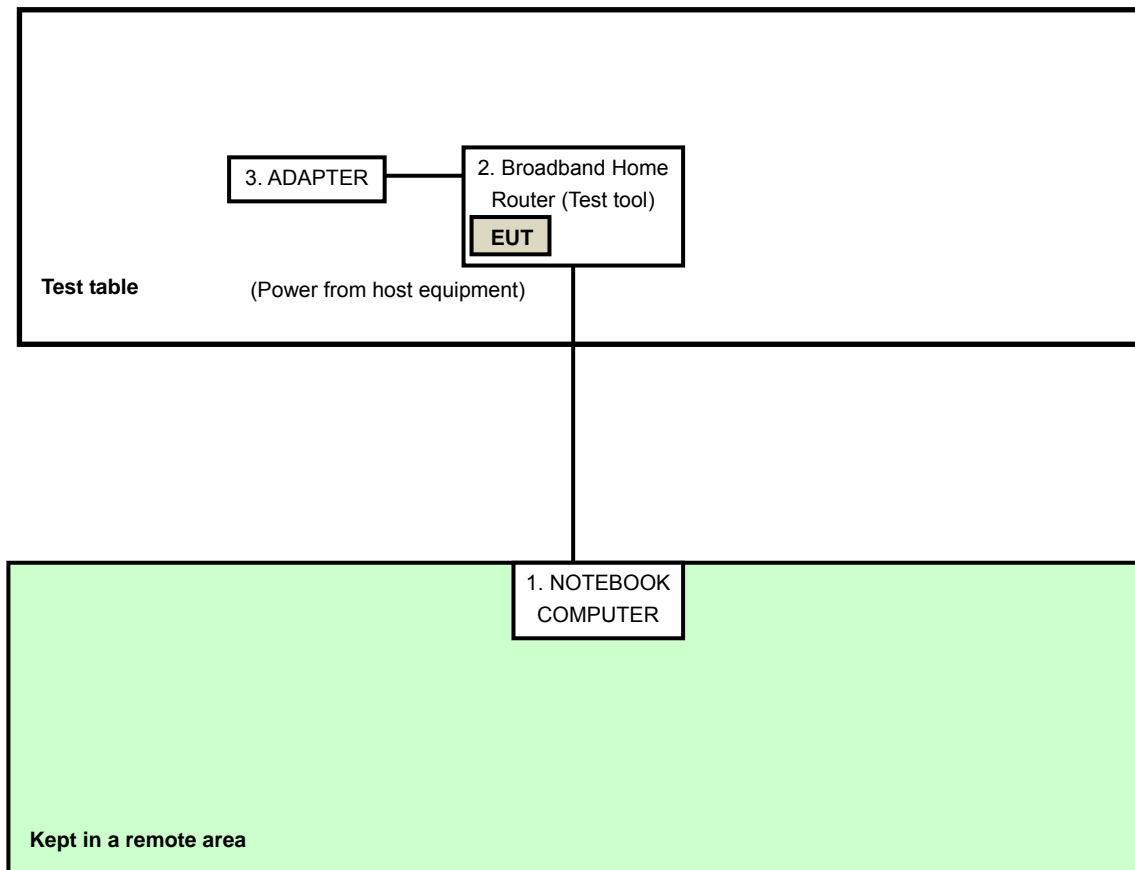 3. ADAPTER
2. Broadband Home
Router (Test tool)
EUT
Test table
(Power from host equipment)
1. NOTEBOOK
COMPUTER
Kept in a remote area